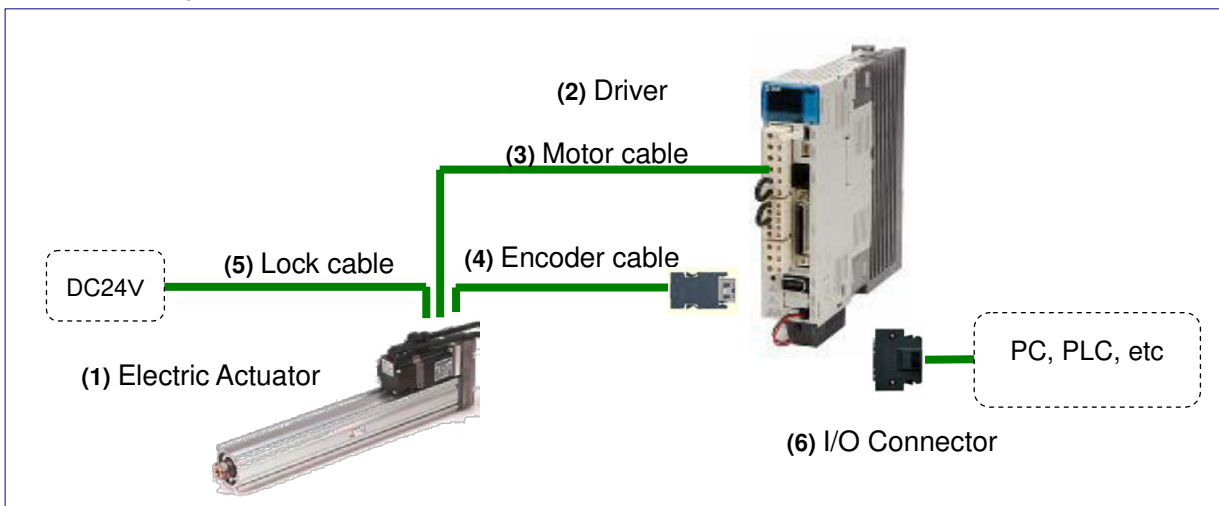 (2) Driver
(3) Motor cable
(5) Lock cable
(4) Encoder cable
DC24V
PC, PLC, etc
(1) Electric Actuator
(6) I/O Connector